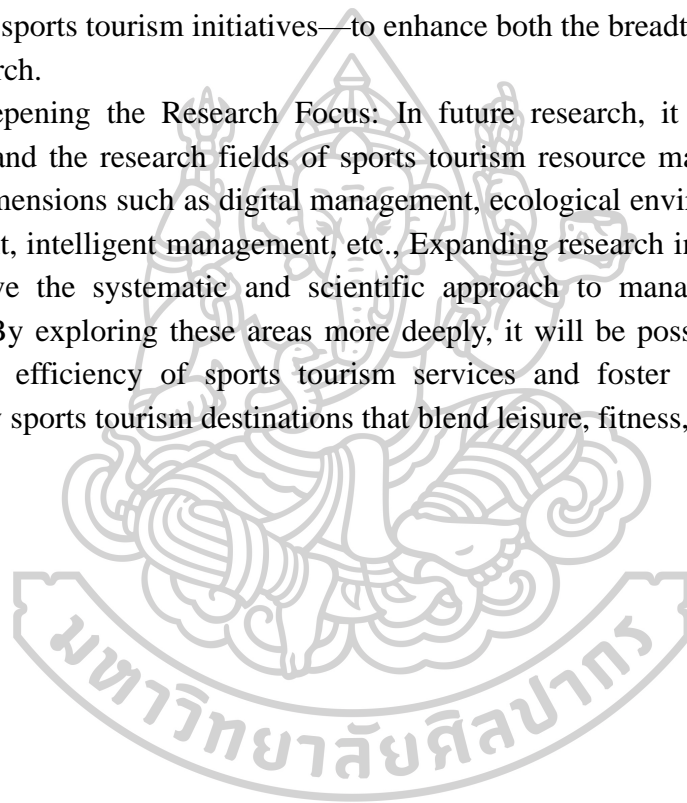 sports tourism initiatives—to enhance both the breadt
rch.
epening the Research Focus: In future research, it
and the research fields of sports tourism resource ma
mensions such as digital management, ecological envi
t, intelligent management, etc., Expanding research in
ve the systematic and scientific approach to mana
By exploring these areas more deeply, it will be poss
efficiency of sports tourism services and foster
y sports tourism destinations that blend leisure, fitness,
มหาวิทยาลัยศิลปากร